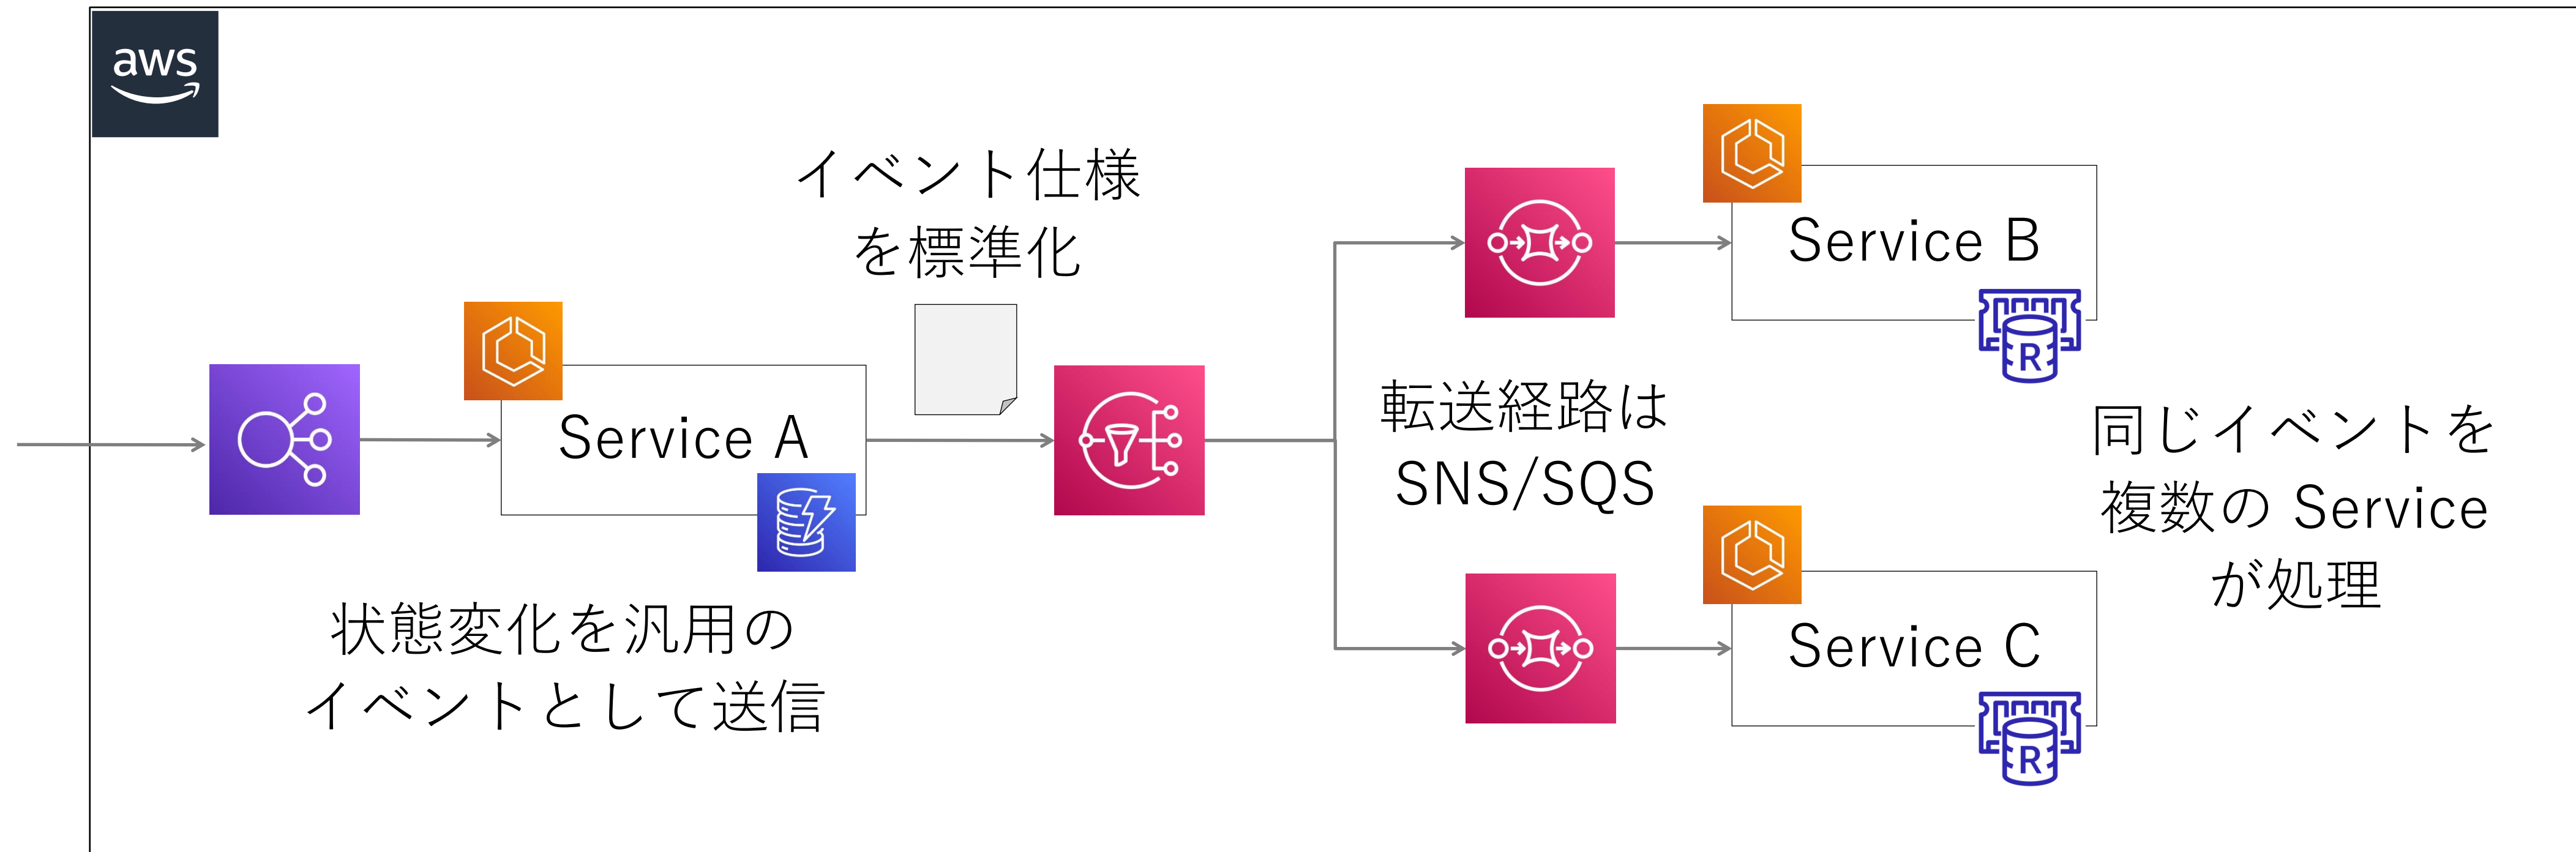 aws
イベント仕様
を標準化
Service A
状態変化を汎用の
イベントとして送信
転送経路は
SNS/SQS
Service B
R
Service C
R
同じイベントを
複数の Service
が処理